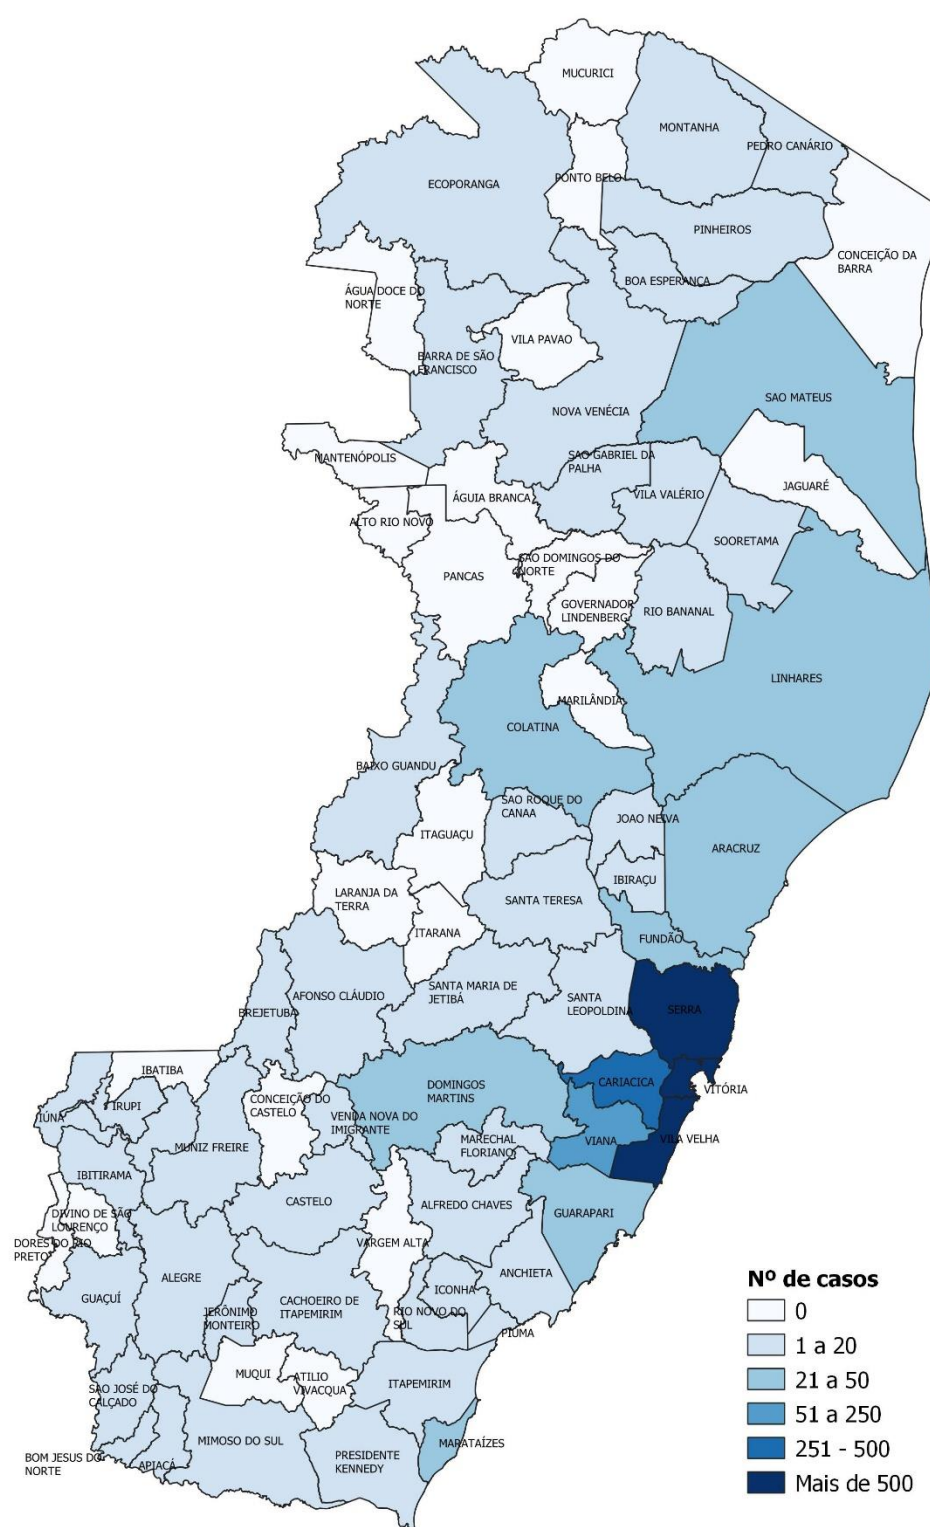 MUCURICI
MONTANHA
PEDRO CANÁRIO
ECOPORANGA
PONTO BELO
PINHEIROS
CONCEIÇÃO DA
BARRA
BOA ESPERANÇA
ÁGUA DOCE DO
NORTE
VILA PAVAO
BARRA DE SÃO
FRANCISCO
SAO MATEUS
NOVA VENÉCIA
MANTENÓPOLIS
SAO GABRIEL DA
PALHA
JAGUARÉ
ÁGUIA BRANCA
VILA VALÉRIO
ALTO RIO NOVO
SOORETAMA
SAO DOMINGOS DO
NORTE
PANCAS
GOVERNADOR
LINDENBERG
RIO BANANAL
LINHARES
MARILÂNDIA
COLATINA
BAIXO GUANDU
SAO ROQUE DO
CANAA
JOAO NEIVA
ITAGUAÇU
ARACRUZ
IBIRAÇU
LARANJA DA
TERRA
SANTA TERESA
ITARANA
FUNDÃO
SANTA MARIA DE
JETIBÁ
AFONSO CLÁUDIO
SANTA
LEOPOLDINA
BREJETUBA
SERRA
IBATIBA
CARIACICA
VITÓRIA
DOMINGOS
MARTINS
CONCEIÇÃO DO
CASTELO
IRUPI
IÚNA
VENDA NOVA DO
IMIGRANTE
VILA VELHA
VIANA
MARECHAL
FLORIANO
MUNIZ FREIRE
IBITIRAMA
CASTELO
ALFREDO CHAVES
GUARAPARI
DIVINO DE SÃO
LOURENÇO
DORES DO RIO
PRETO
VARGEM ALTA
ANCHIETA
ALEGRE
ICONHA
GUAÇUÍ
CACHOEIRO DE
ITAPEMIRIM
JERÔNIMO
MONTEIRO
RIO NOVO DO
SUL
PIÚMA
MUQUI
ATILIO
VIVACQUA
ITAPEMIRIM
SAO JOSÉ DO
CALÇADO
MIMOSO DO SUL
MARATAÍZES
BOM JESUS DO
NORTE
APIACÁ
PRESIDENTE
KENNEDY
Nº de casos
0
1 a 20
21 a 50
51 a 250
251 - 500
Mais de 500